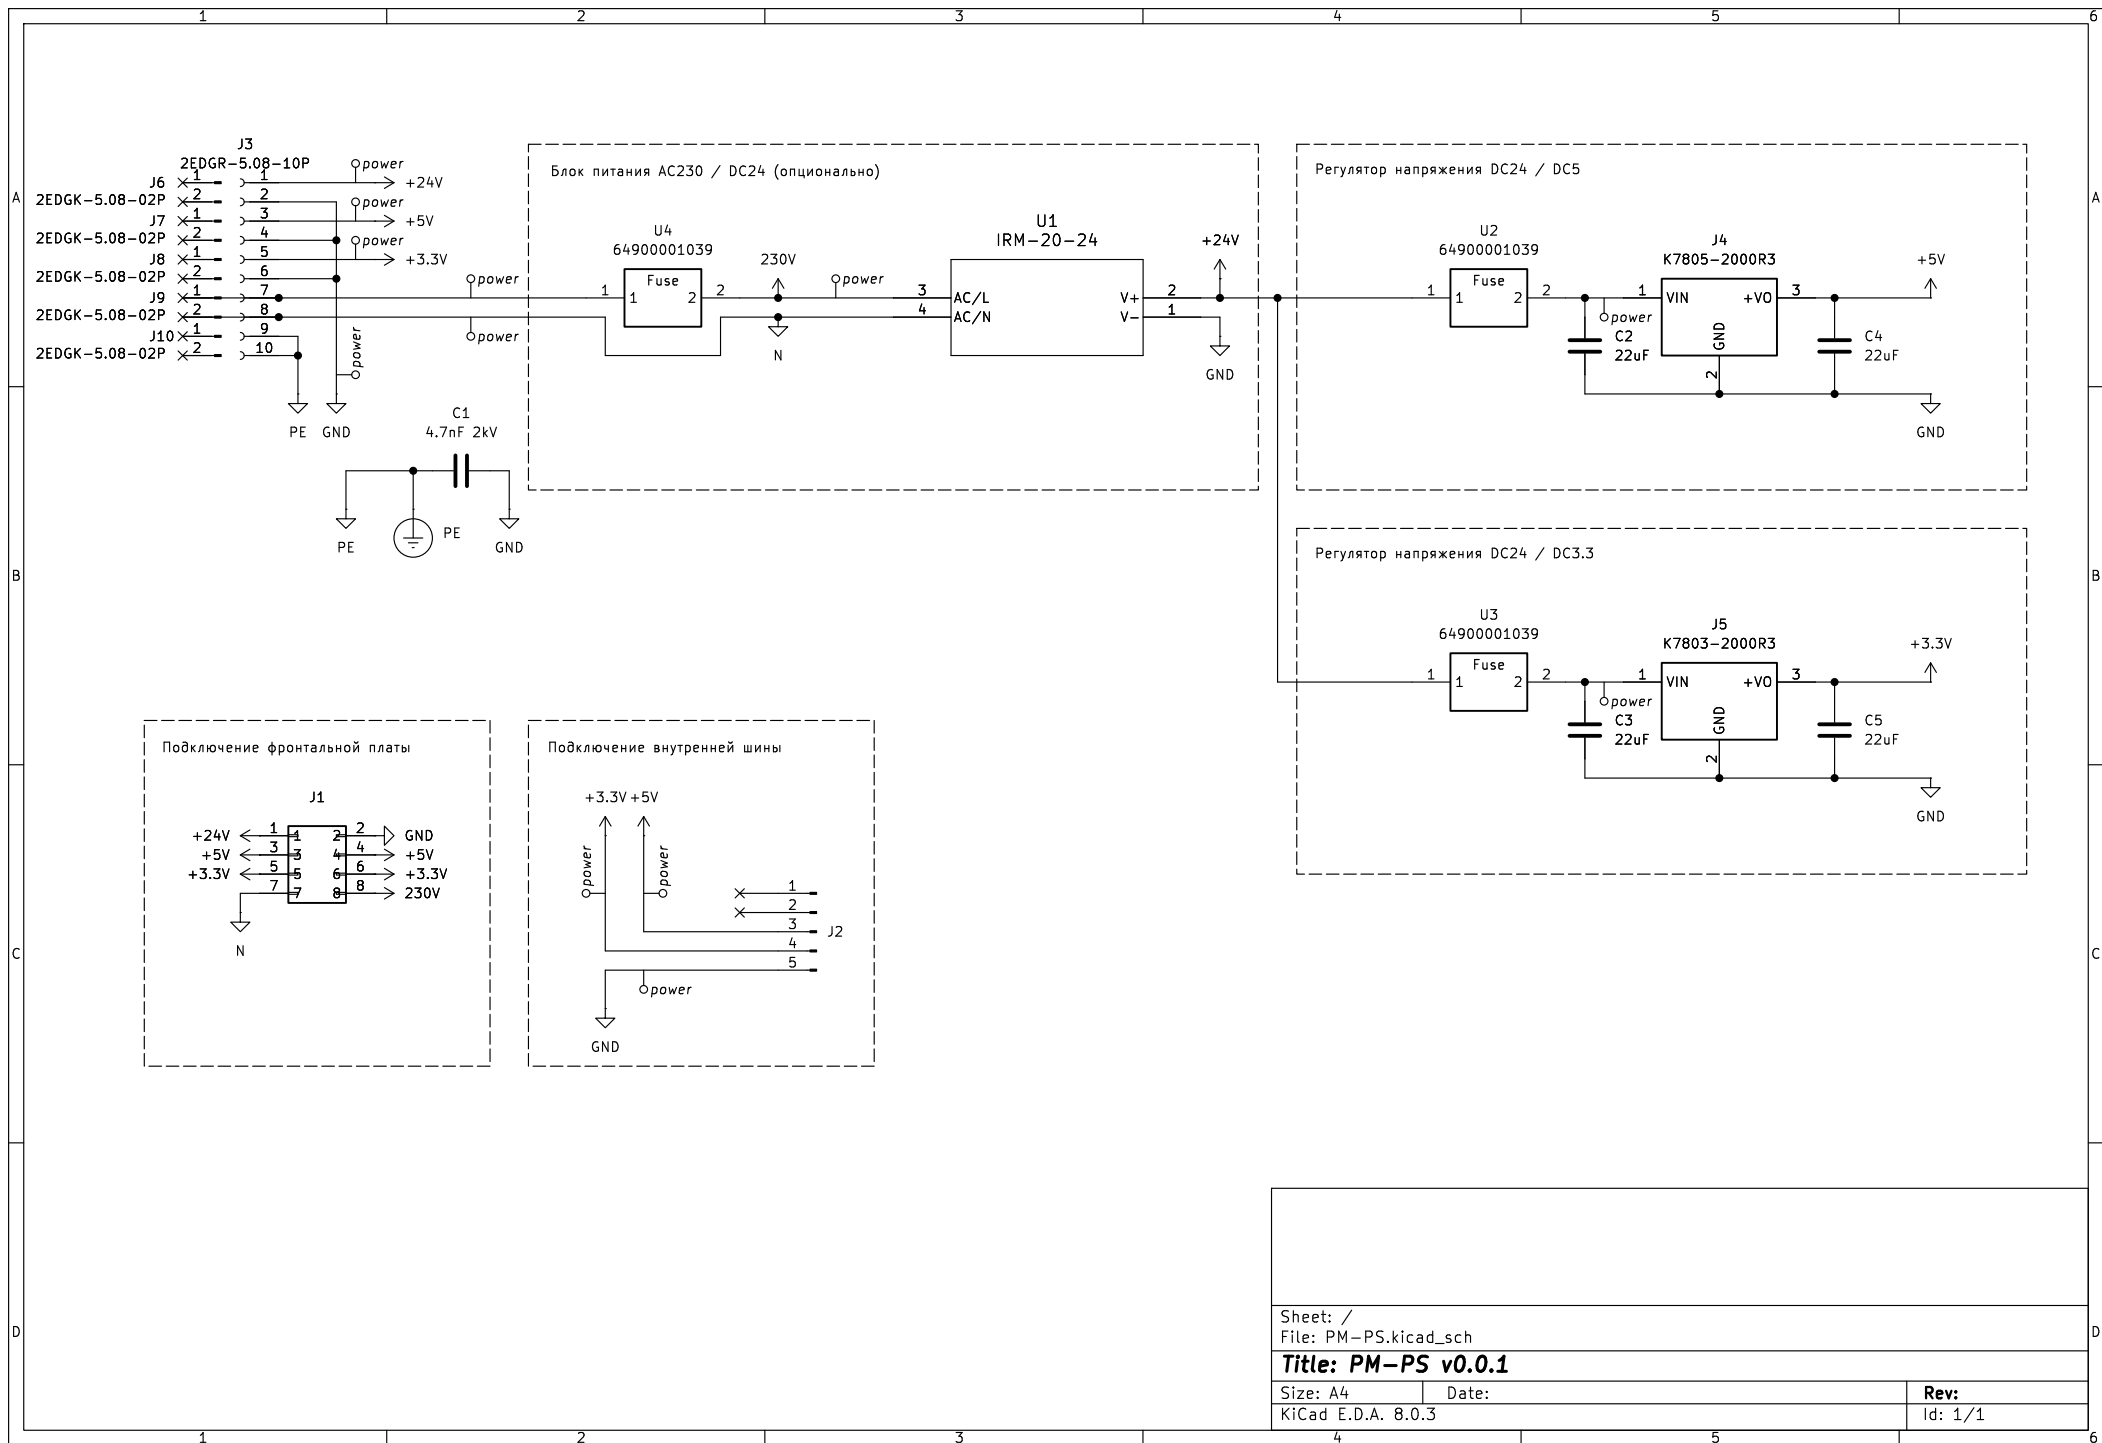 1 2 3 4 5 6
A
B
C
D
J3
2EDGR-5.08-10P
J6 1 1 power +24V
2EDGK-5.08-02P 2 2 power
J7 1 3 +5V
2EDGK-5.08-02P 2 4 power
J8 1 5 +3.3V
2EDGK-5.08-02P 2 6
J9 1 7 power
2EDGK-5.08-02P 2 8 power
J10 1 9
2EDGK-5.08-02P 2 10 power
PE GND
C1
4.7nF 2kV
PE PE GND
Блок питания AC230 / DC24 (опционально)
U4
64900001039
Fuse
1 1 2 2
230V
N
power
U1
IRM-20-24
3 AC/L V+ 2
4 AC/N V- 1
+24V
GND
Регулятор напряжения DC24 / DC5
U2
64900001039
Fuse
1 1 2 2
power
C2
22uF
J4
K7805-2000R3
1 VIN +VO 3
GND
2
C4
22uF
+5V
GND
Регулятор напряжения DC24 / DC3.3
U3
64900001039
Fuse
1 1 2 2
power
C3
22uF
J5
K7803-2000R3
1 VIN +VO 3
GND
2
C5
22uF
+3.3V
GND
Подключение фронтальной платы
J1
+24V 1 1 2 2 GND
+5V 3 3 4 4 +5V
+3.3V 5 5 6 6 +3.3V
7 7 8 8 230V
N
Подключение внутренней шины
+3.3V +5V
power power
1
2
3 J2
4
5
power
GND
Sheet: /
File: PM-PS.kicad_sch
Title: PM-PS v0.0.1
Size: A4 Date: Rev:
KiCad E.D.A. 8.0.3 Id: 1/1
A
B
C
D
1 2 3 4 5 6